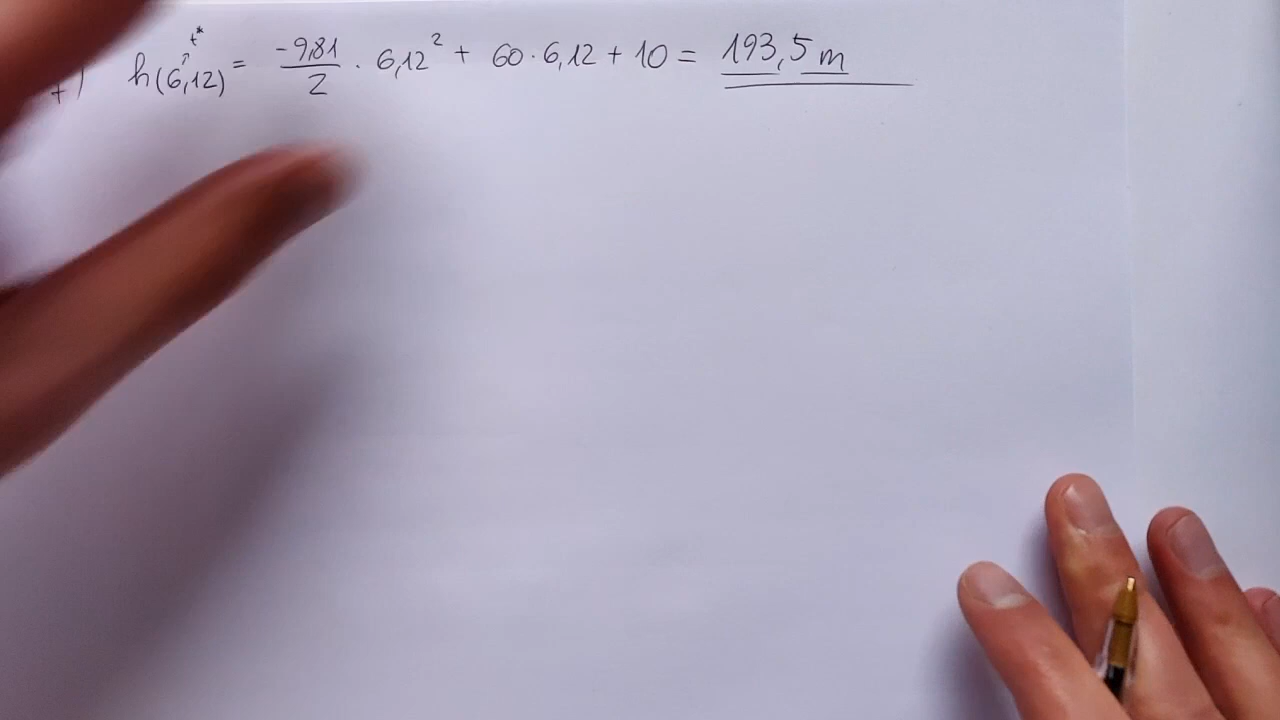 t*
h(6,12) = -9,81/2 · 6,12² + 60·6,12 + 10 = 193,5 m